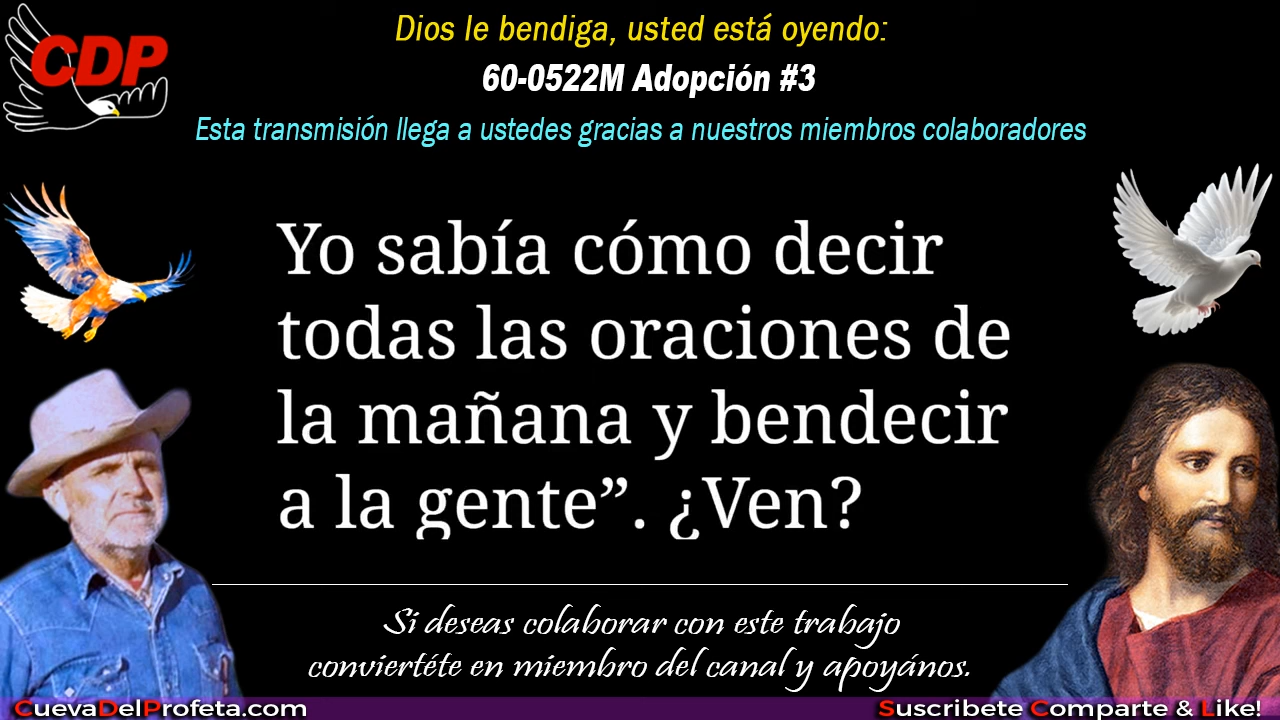 CDP
Dios le bendiga, usted está oyendo:
60-0522M Adopción #3
Esta transmisión llega a ustedes gracias a nuestros miembros colaboradores
Yo sabía cómo decir
todas las oraciones de
la mañana y bendecir
a la gente”. ¿Ven?
Si deseas colaborar con este trabajo
conviertéte en miembro del canal y apoyános.
CuevaDelProfeta.com
Suscribete Comparte & Like!